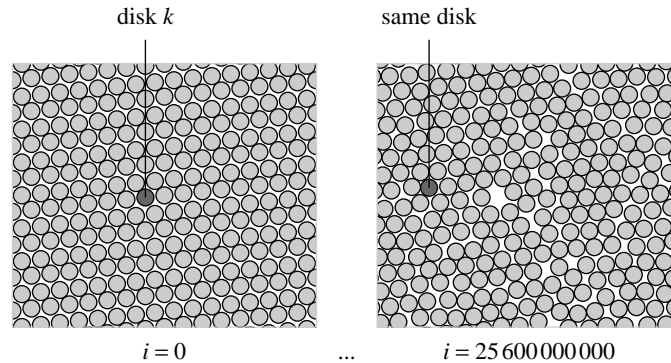 disk k same disk
i = 0 ... i = 25 600 000 000